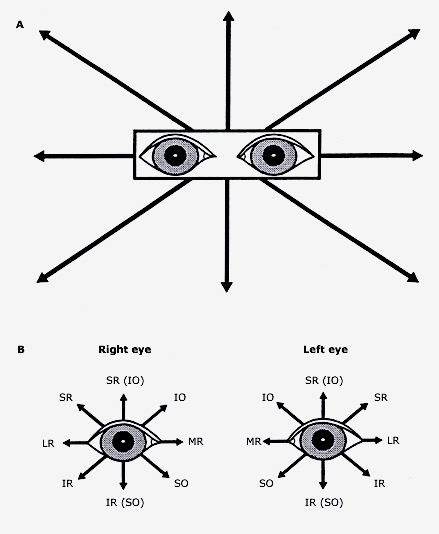 A
B
Right eye
Left eye
SR (IO)
SR (IO)
SR
IO
IO
SR
LR
MR
MR
LR
IR
SO
SO
IR
IR (SO)
IR (SO)